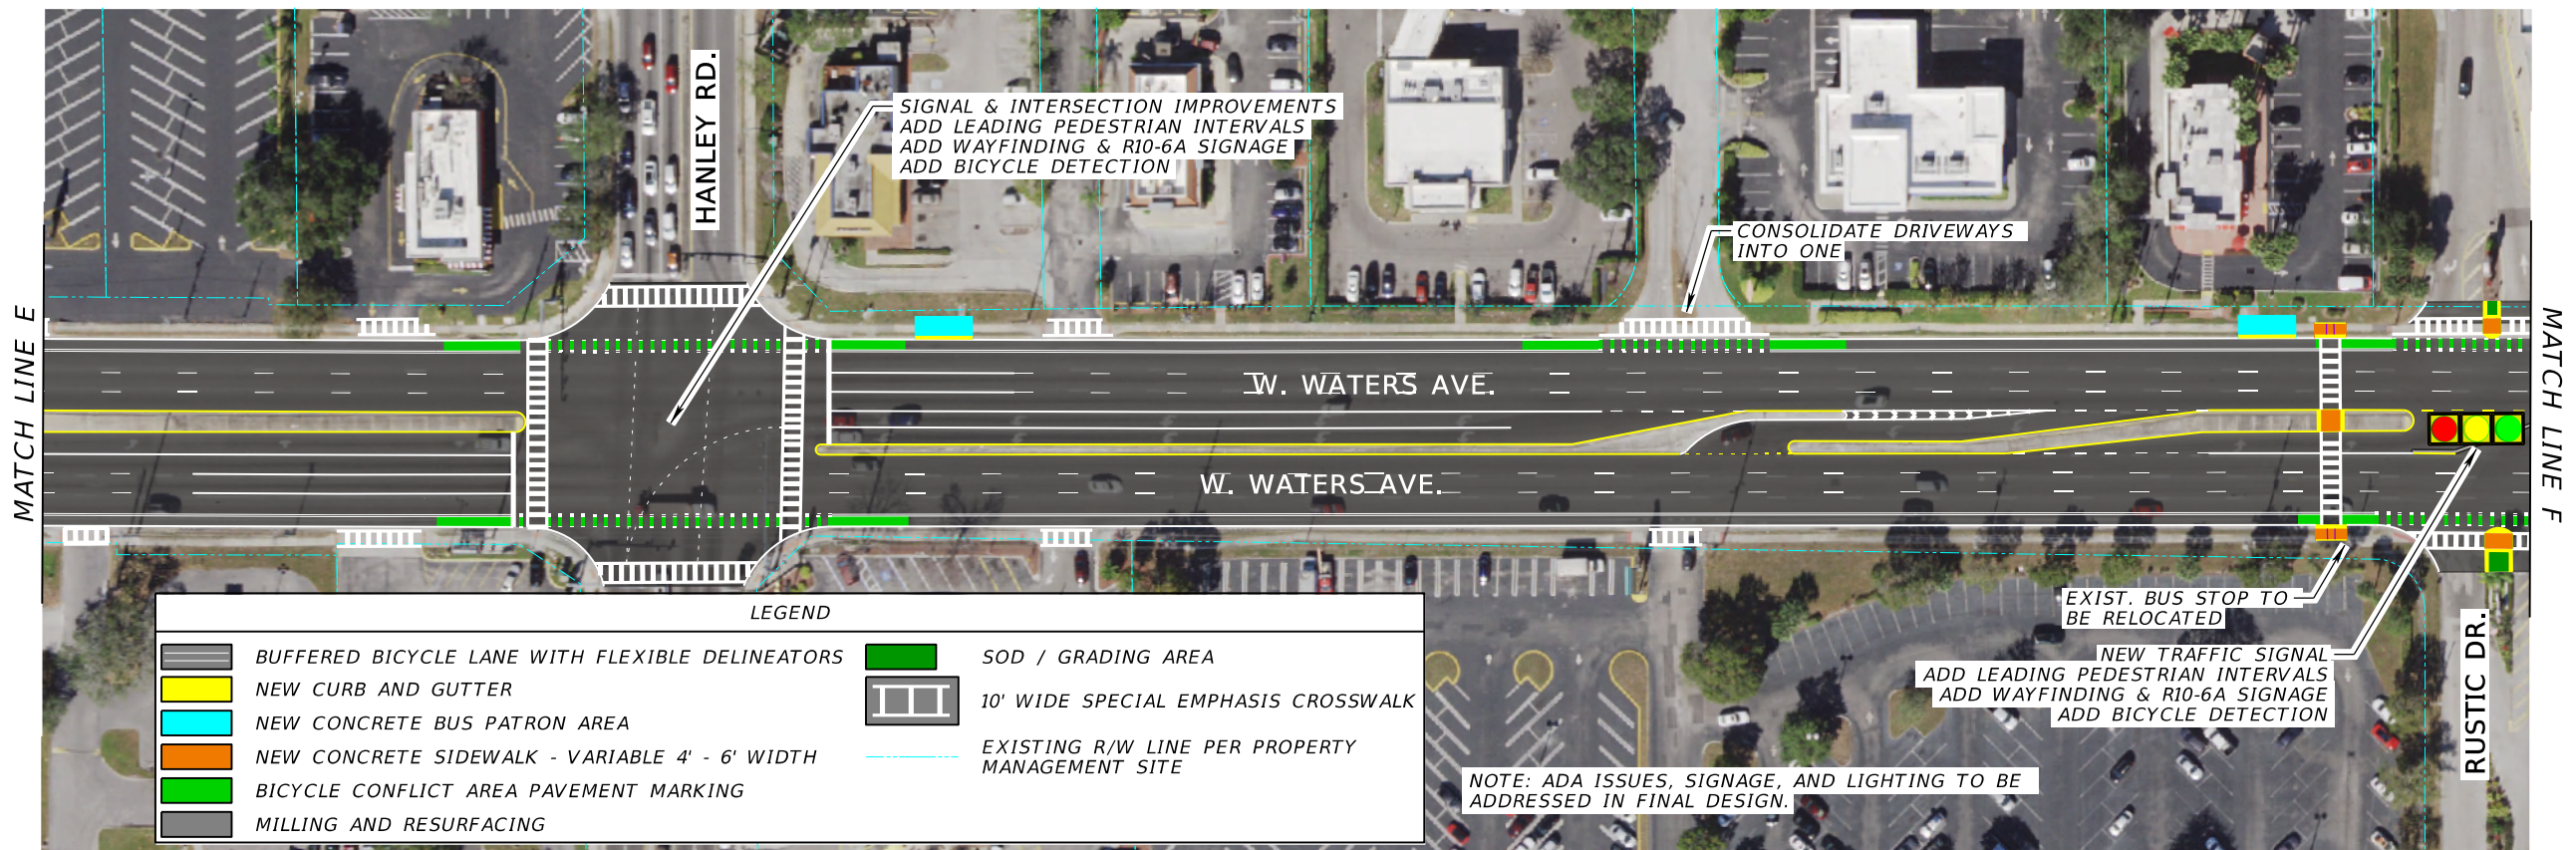 HANLEY RD.
SIGNAL & INTERSECTION IMPROVEMENTS
ADD LEADING PEDESTRIAN INTERVALS
ADD WAYFINDING & R10-6A SIGNAGE
ADD BICYCLE DETECTION
CONSOLIDATE DRIVEWAYS
INTO ONE
MATCH LINE E
MATCH LINE F
W. WATERS AVE.
W. WATERS AVE.
EXIST. BUS STOP TO
BE RELOCATED
NEW TRAFFIC SIGNAL
ADD LEADING PEDESTRIAN INTERVALS
ADD WAYFINDING & R10-6A SIGNAGE
ADD BICYCLE DETECTION
RUSTIC DR.
LEGEND
BUFFERED BICYCLE LANE WITH FLEXIBLE DELINEATORS
NEW CURB AND GUTTER
NEW CONCRETE BUS PATRON AREA
NEW CONCRETE SIDEWALK - VARIABLE 4' - 6' WIDTH
BICYCLE CONFLICT AREA PAVEMENT MARKING
MILLING AND RESURFACING
SOD / GRADING AREA
10' WIDE SPECIAL EMPHASIS CROSSWALK
EXISTING R/W LINE PER PROPERTY
MANAGEMENT SITE
NOTE: ADA ISSUES, SIGNAGE, AND LIGHTING TO BE
ADDRESSED IN FINAL DESIGN.